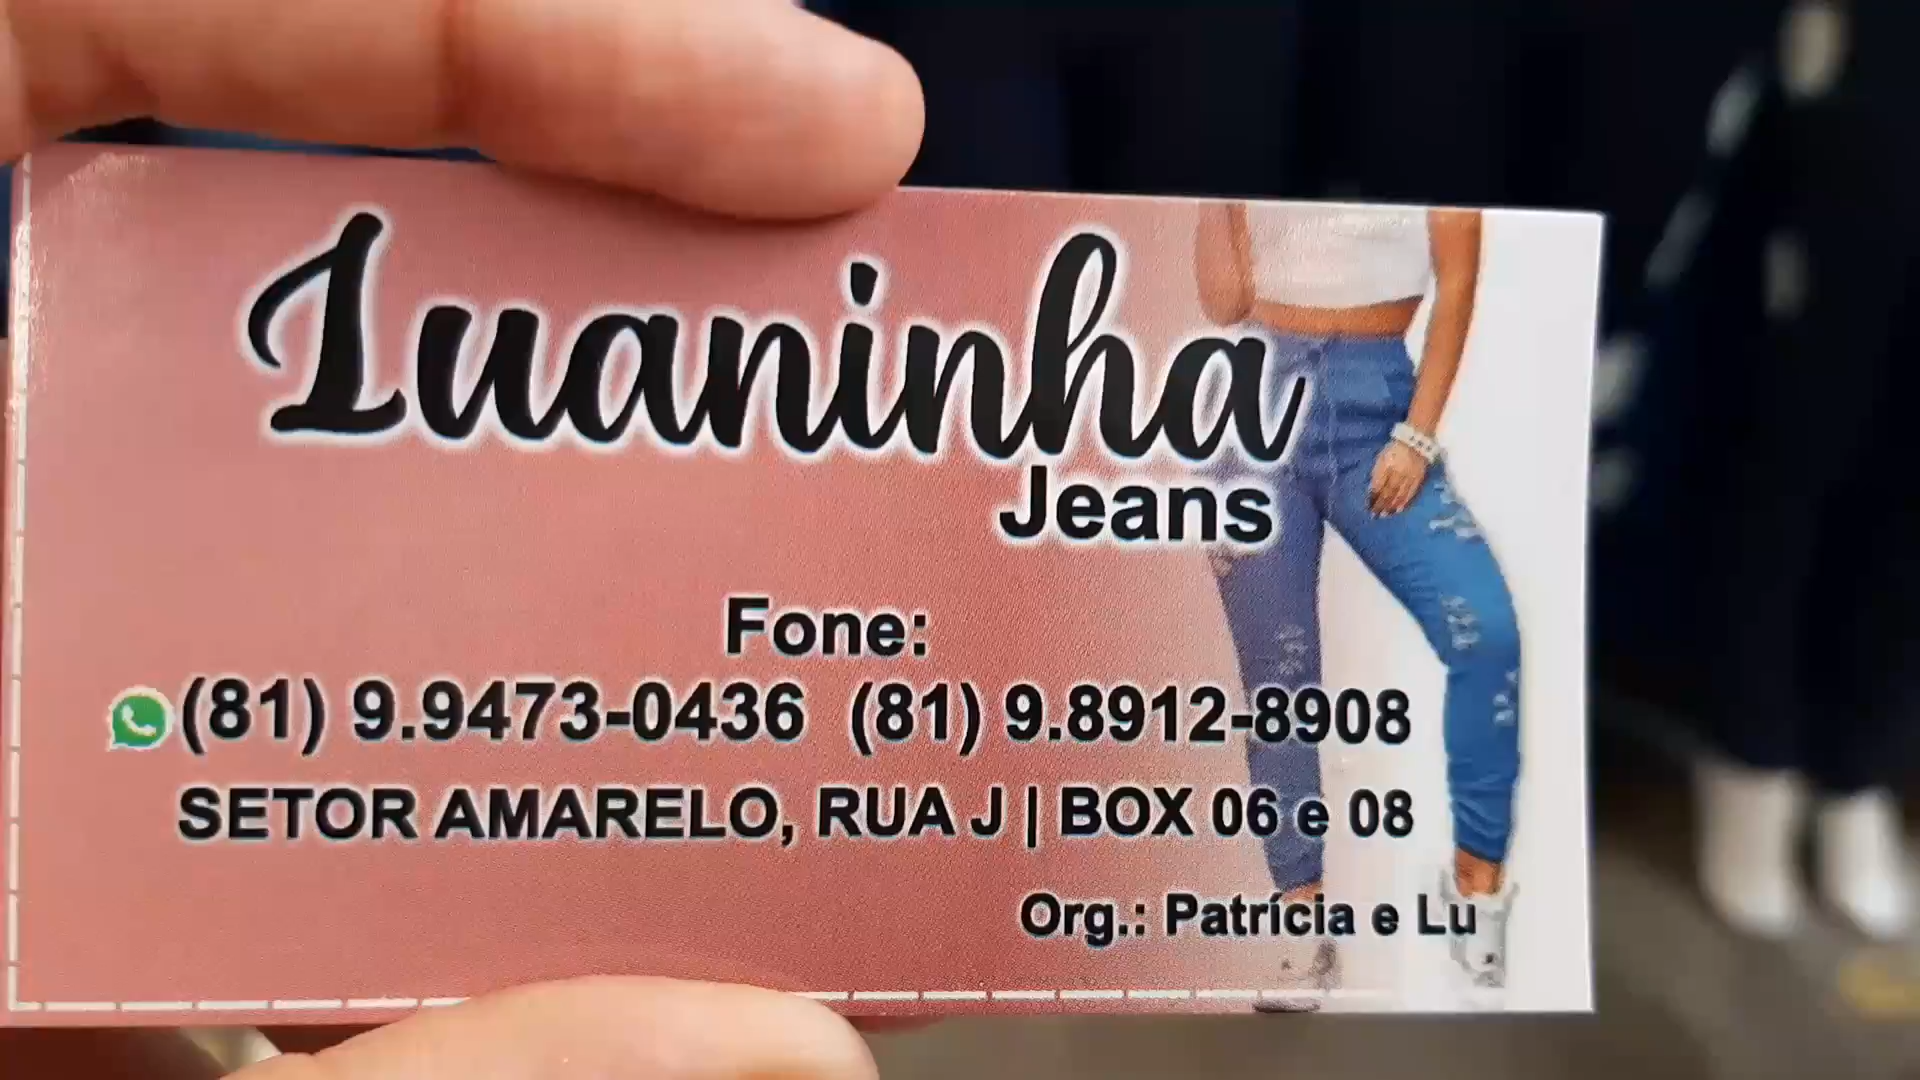 Luaninha
Jeans
Fone:
(81) 9.9473-0436 (81) 9.8912-8908
SETOR AMARELO, RUA J | BOX 06 e 08
Org.: Patrícia e Lu